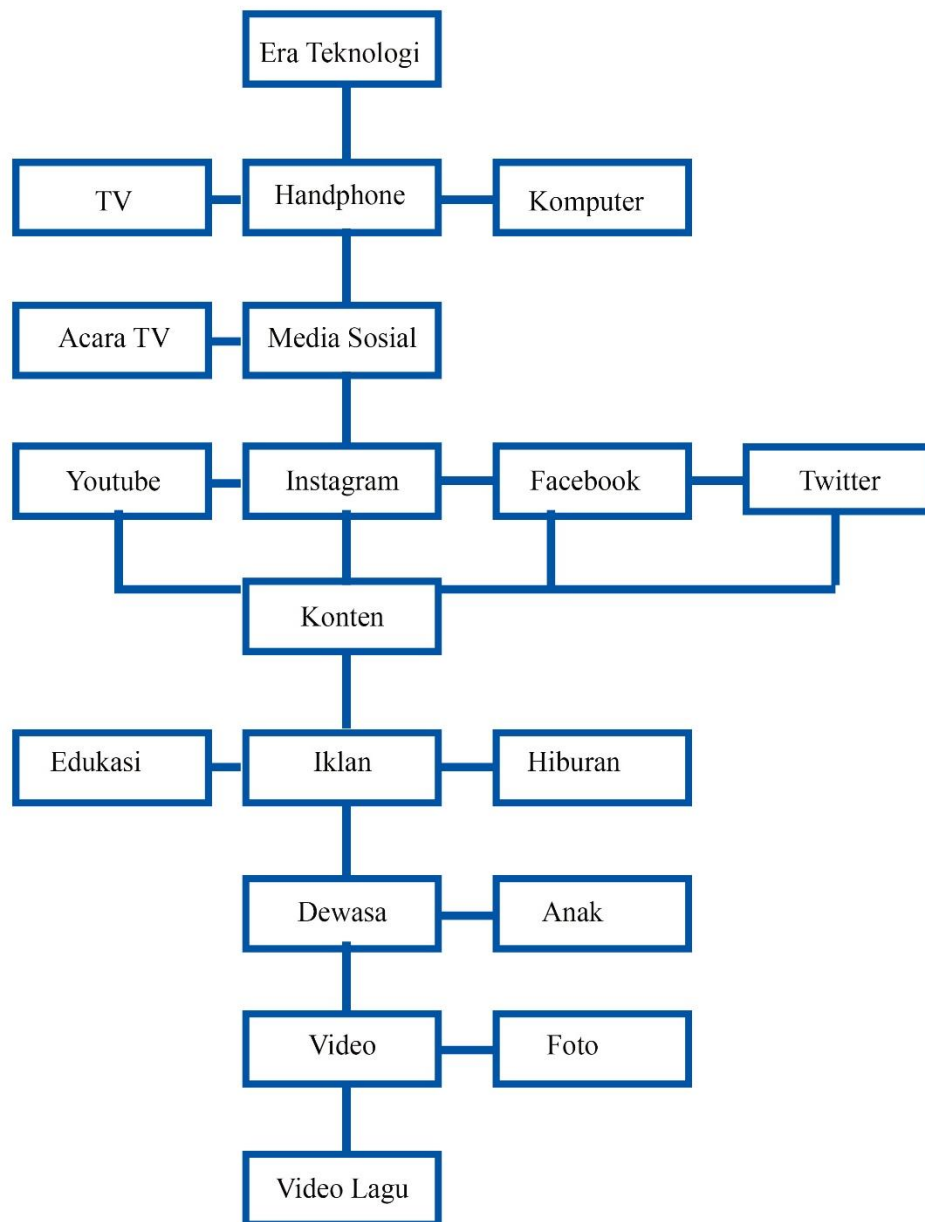 Era Teknologi
TV
Handphone
Komputer
Acara TV
Media Sosial
Youtube
Instagram
Facebook
Twitter
Konten
Edukasi
Iklan
Hiburan
Dewasa
Anak
Video
Foto
Video Lagu